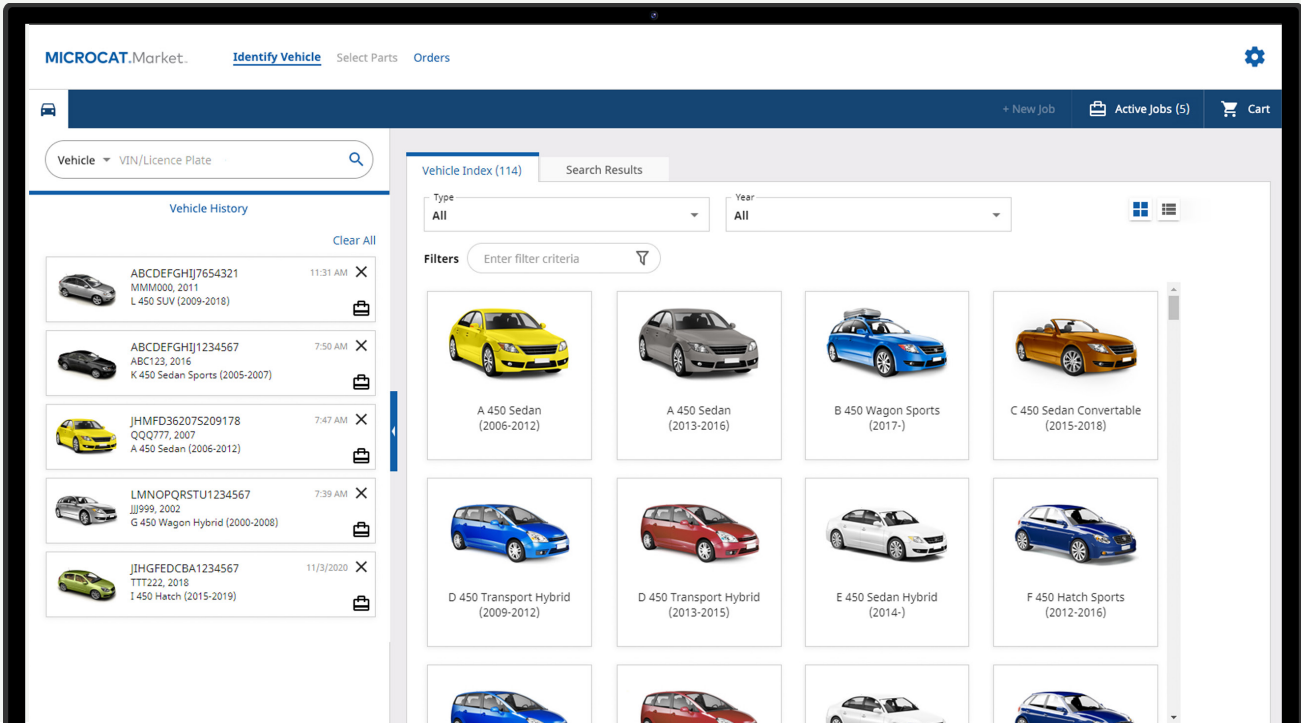 MICROCAT.Market.
Identify Vehicle
Select Parts
Orders
+ New Job
Active Jobs (5)
Cart
Vehicle
VIN/Licence Plate
Vehicle History
Clear All
ABCDEFGHIJ7654321
11:31 AM
MMM000, 2011
L 450 SUV (2009-2018)
ABCDEFGHIJ1234567
7:50 AM
ABC123, 2016
K 450 Sedan Sports (2005-2007)
JHMFD36207S209178
7:47 AM
QQQ777, 2007
A 450 Sedan (2006-2012)
LMNOPQRSTU1234567
7:39 AM
JJJ999, 2002
G 450 Wagon Hybrid (2000-2008)
JIHGFEDCBA1234567
11/3/2020
TTT222, 2018
I 450 Hatch (2015-2019)
Vehicle Index (114)
Search Results
Type
All
Year
All
Filters
Enter filter criteria
A 450 Sedan
(2006-2012)
A 450 Sedan
(2013-2016)
B 450 Wagon Sports
(2017-)
C 450 Sedan Convertable
(2015-2018)
D 450 Transport Hybrid
(2009-2012)
D 450 Transport Hybrid
(2013-2015)
E 450 Sedan Hybrid
(2014-)
F 450 Hatch Sports
(2012-2016)